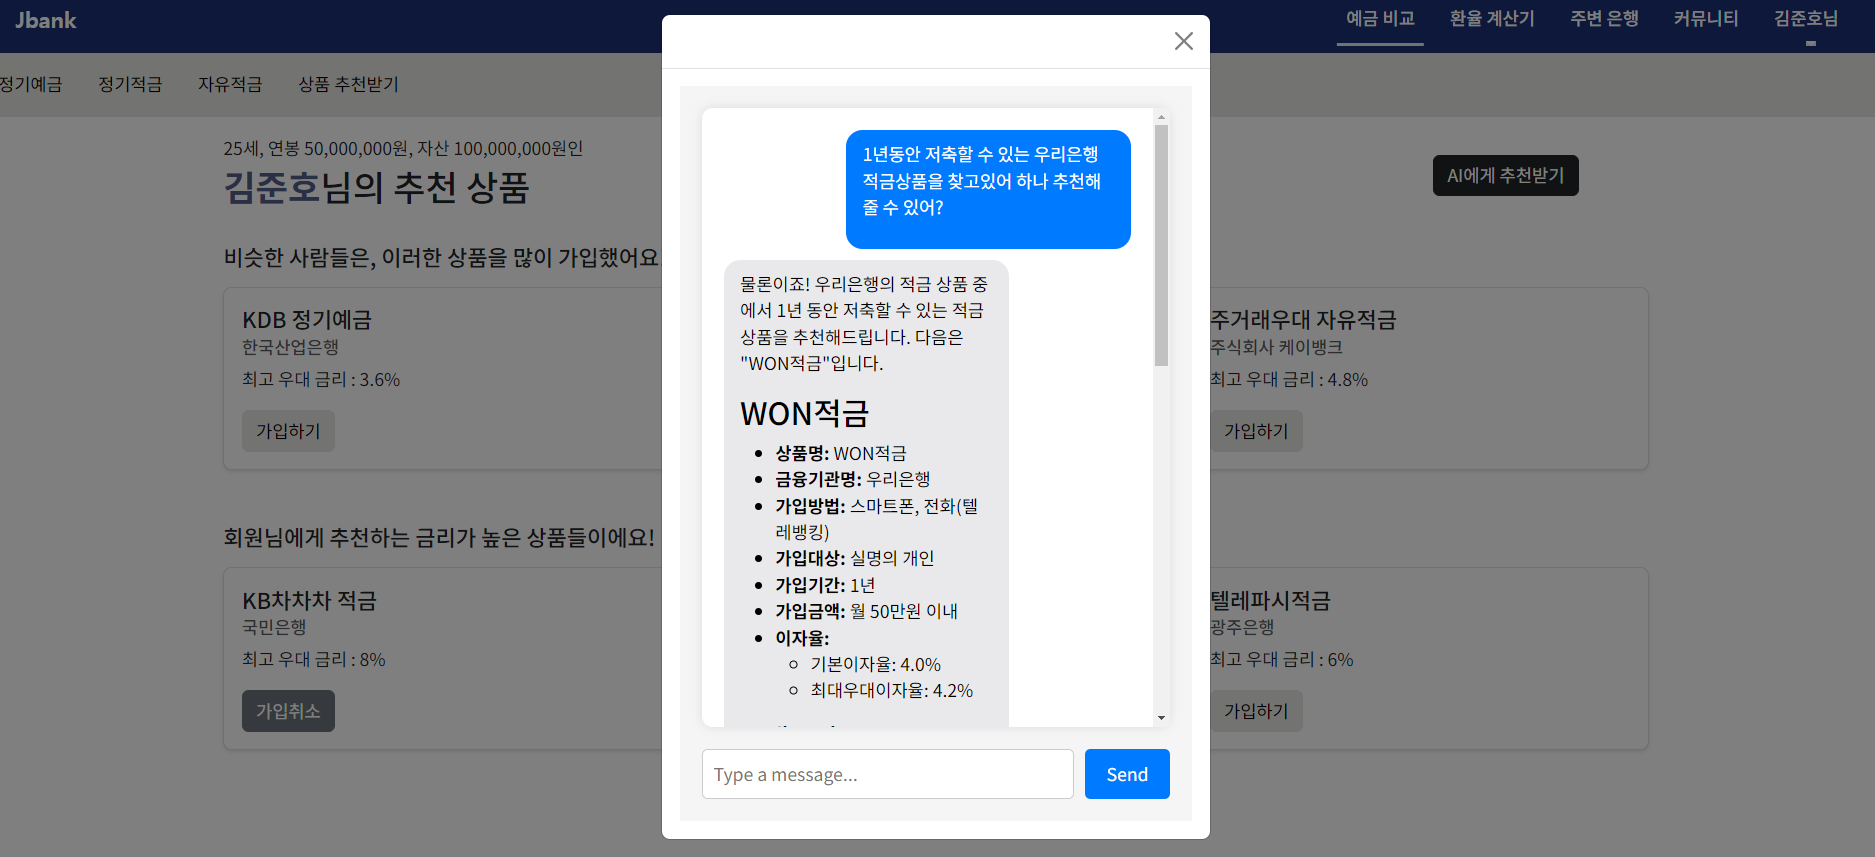 Jbank
예금 비교
환율 계산기
주변 은행
커뮤니티
김준호님
정기예금
정기적금
자유적금
상품 추천받기
25세, 연봉 50,000,000원, 자산 100,000,000원인
김준호님의 추천 상품
AI에게 추천받기
비슷한 사람들은, 이러한 상품을 많이 가입했어요
KDB 정기예금
한국산업은행
최고 우대 금리 : 3.6%
가입하기
주거래우대 자유적금
주식회사 케이뱅크
최고 우대 금리 : 4.8%
가입하기
회원님에게 추천하는 금리가 높은 상품들이에요!
KB차차차 적금
국민은행
최고 우대 금리 : 8%
가입취소
텔레파시적금
광주은행
최고 우대 금리 : 6%
가입하기
1년동안 저축할 수 있는 우리은행
적금상품을 찾고있어 하나 추천해
줄 수 있어?
물론이죠! 우리은행의 적금 상품 중
에서 1년 동안 저축할 수 있는 적금
상품을 추천해드립니다. 다음은
"WON적금"입니다.
WON적금
상품명: WON적금
금융기관명: 우리은행
가입방법: 스마트폰, 전화(텔
레뱅킹)
가입대상: 실명의 개인
가입기간: 1년
가입금액: 월 50만원 이내
이자율:
기본이자율: 4.0%
최대우대이자율: 4.2%
Type a message...
Send